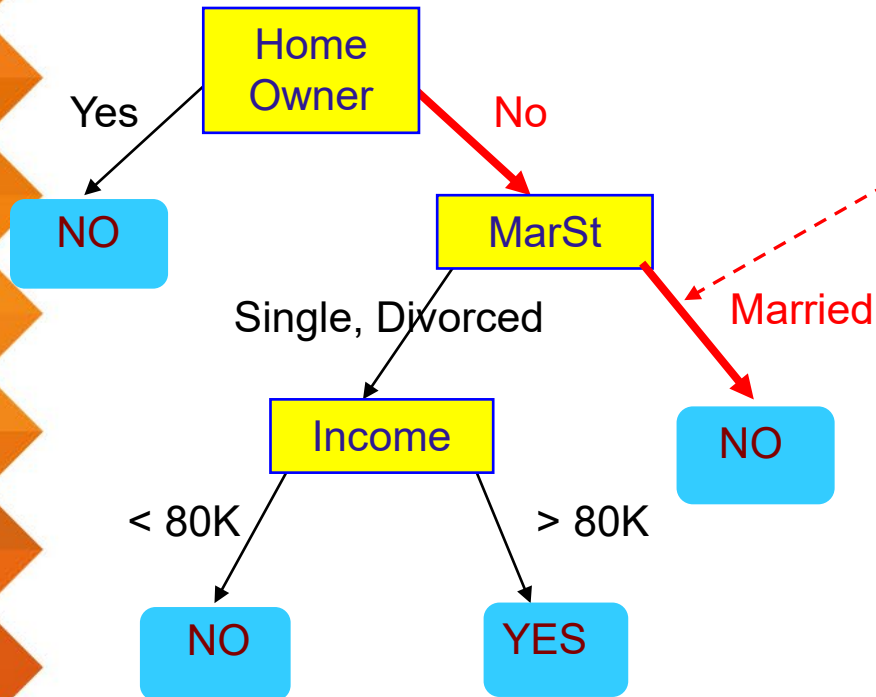 Home
Owner
Yes
No
NO
MarSt
Single, Divorced
Married
Income
NO
< 80K
> 80K
NO
YES